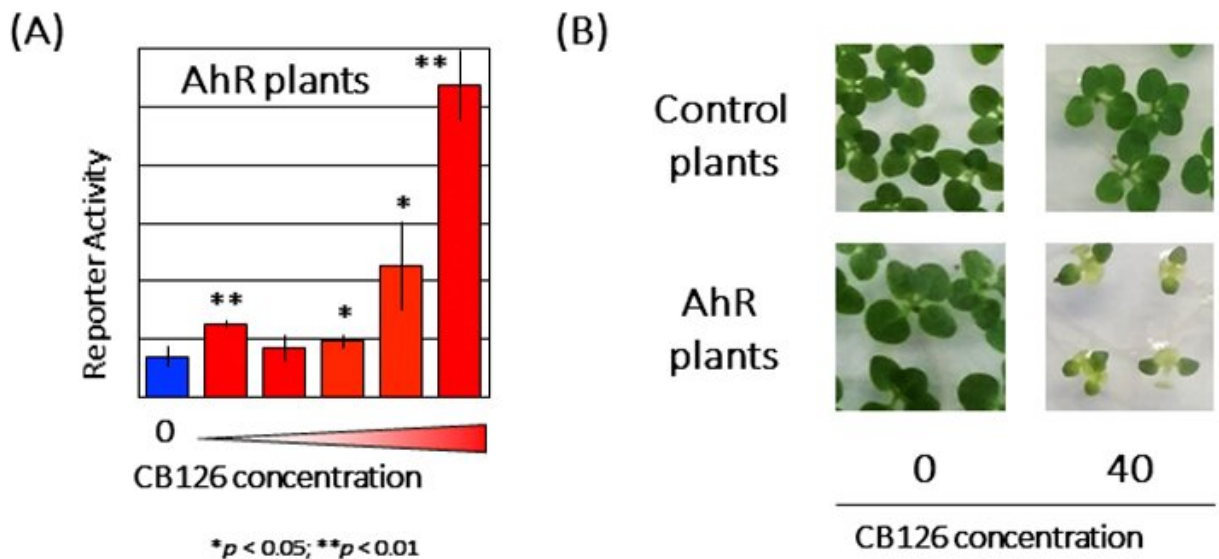 (A)
AhR plants
**
*
**
*
Reporter Activity
0
CB126 concentration
*p < 0.05; **p < 0.01
(B)
Control
plants
AhR
plants
0 40
CB126 concentration